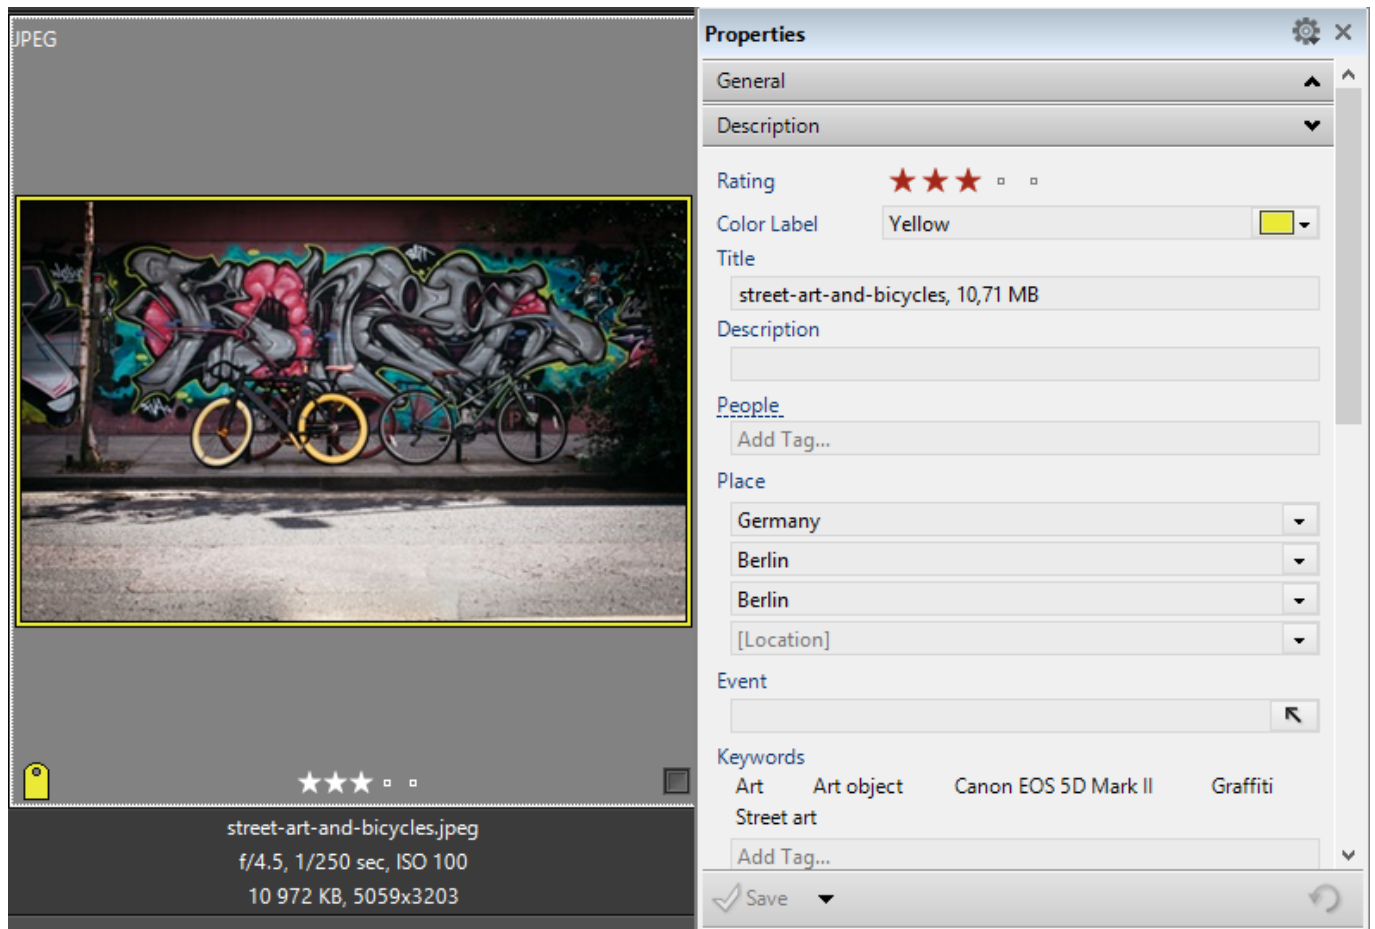 JPEG
street-art-and-bicycles.jpeg
f/4.5, 1/250 sec, ISO 100
10 972 KB, 5059x3203
Properties
General
Description
Rating
Color Label Yellow
Title
street-art-and-bicycles, 10,71 MB
Description
People
Add Tag...
Place
Germany
Berlin
Berlin
[Location]
Event
Keywords
Art Art object Canon EOS 5D Mark II Graffiti
Street art
Add Tag...
Save